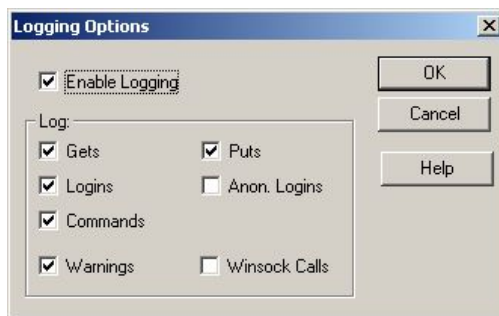 Logging Options
Enable Logging
OK
Cancel
Help
Log:
Gets
Puts
Logins
Anon. Logins
Commands
Warnings
Winsock Calls